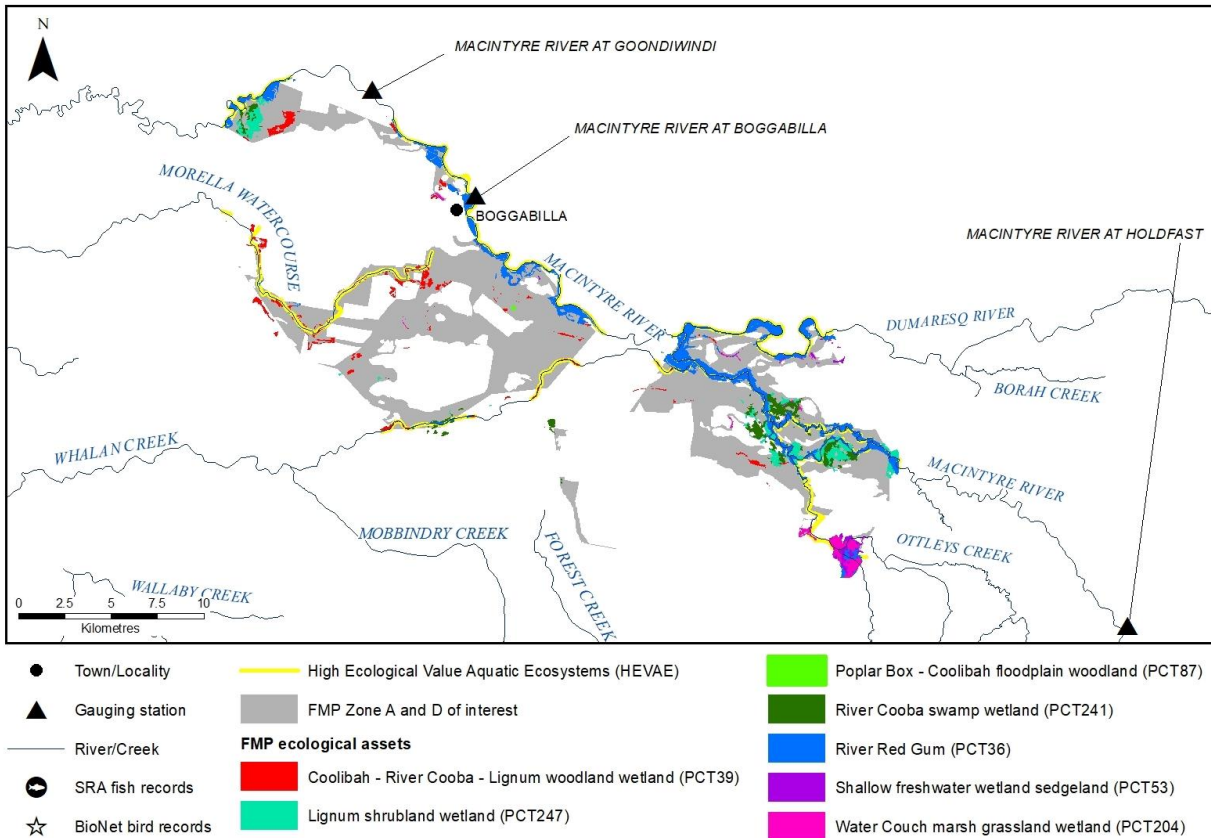 N
MACINTYRE RIVER AT GOONDIWINDI
MACINTYRE RIVER AT BOGGABILLA
MORELLA WATERCOURSE
BOGGABILLA
MACINTYRE RIVER AT HOLDFAST
MACINTYRE RIVER
DUMARESQ RIVER
BORAH CREEK
WHALAN CREEK
MACINTYRE RIVER
MOBBINDRY CREEK
FOREST CREEK
OTTLEYS CREEK
WALLABY CREEK
0 2.5 5 7.5 10
Kilometres
Town/Locality
Gauging station
River/Creek
SRA fish records
BioNet bird records
High Ecological Value Aquatic Ecosystems (HEVAE)
FMP Zone A and D of interest
FMP ecological assets
Coolibah - River Cooba - Lignum woodland wetland (PCT39)
Lignum shrubland wetland (PCT247)
Poplar Box - Coolibah floodplain woodland (PCT87)
River Cooba swamp wetland (PCT241)
River Red Gum (PCT36)
Shallow freshwater wetland sedgeland (PCT53)
Water Couch marsh grassland wetland (PCT204)